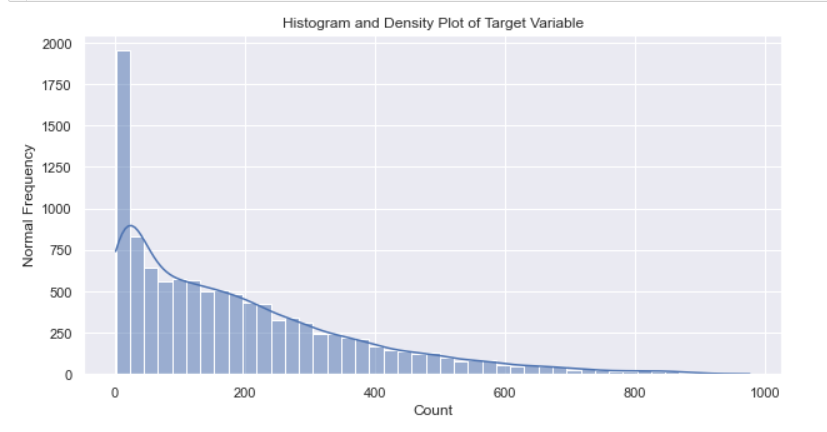 Histogram and Density Plot of Target Variable
2000
1750
1500
1250
1000
750
500
250
0
Normal Frequency
0 200 400 600 800 1000
Count